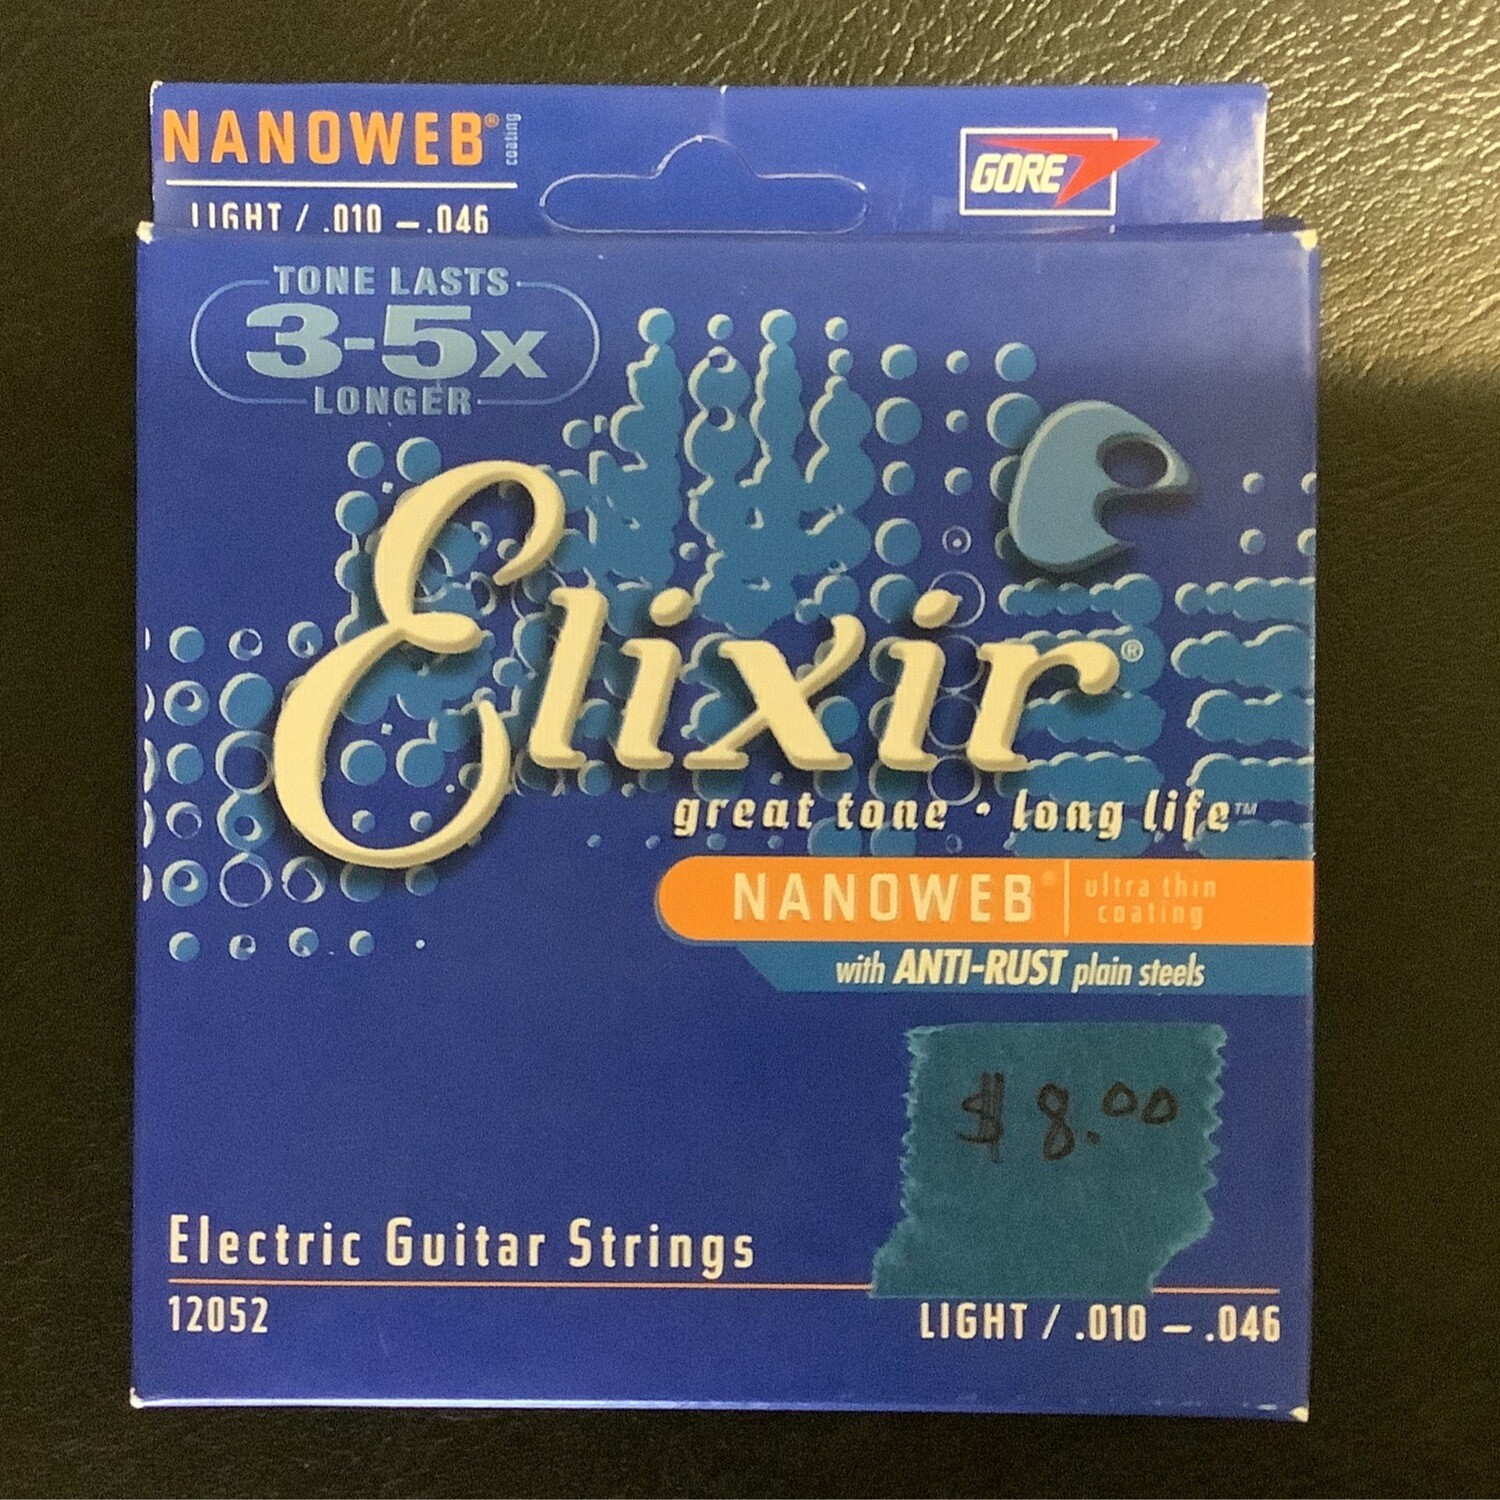 NANOWEB® coating
GORE
LIGHT / .010 – .046
TONE LASTS
3-5x
LONGER
e
Elixir®
great tone • long life™
NANOWEB® ultra thin
coating
with ANTI-RUST plain steels
$8.00
Electric Guitar Strings
12052
LIGHT / .010 – .046